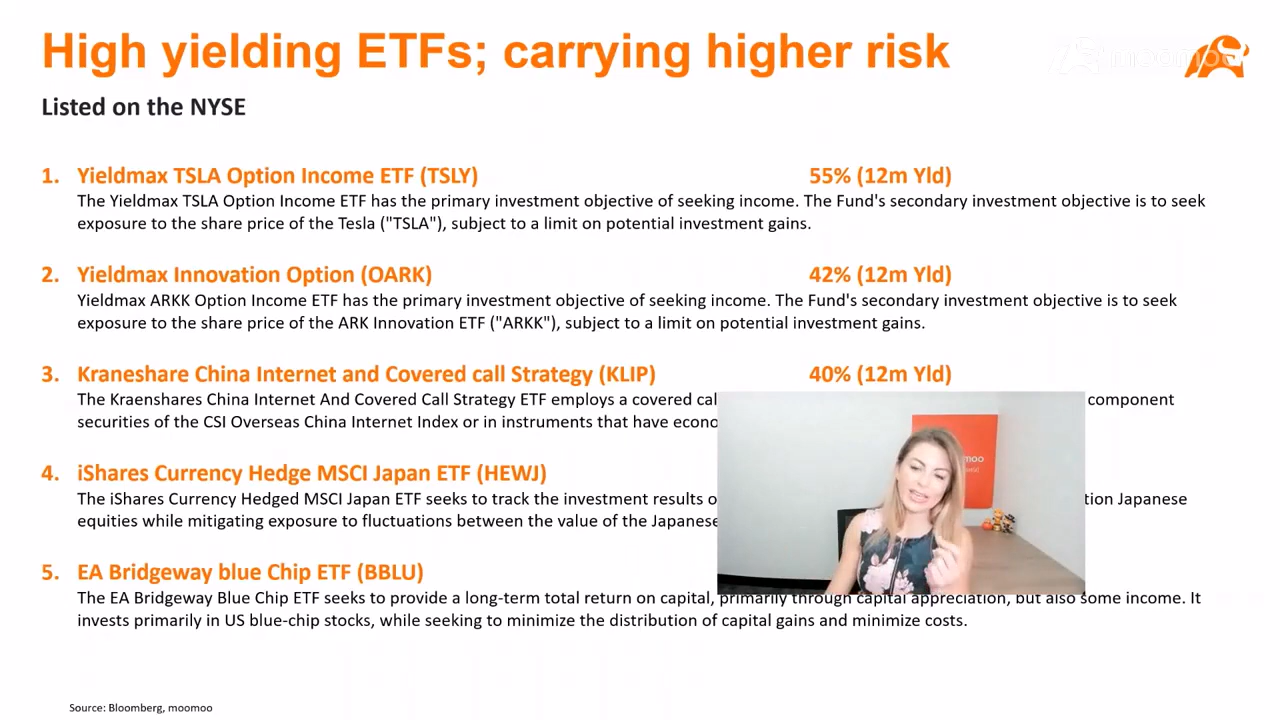 High yielding ETFs; carrying higher risk
moomoo
Listed on the NYSE
1. Yieldmax TSLA Option Income ETF (TSLY) 55% (12m Yld)
The Yieldmax TSLA Option Income ETF has the primary investment objective of seeking income. The Fund's secondary investment objective is to seek
exposure to the share price of the Tesla ("TSLA"), subject to a limit on potential investment gains.
2. Yieldmax Innovation Option (OARK) 42% (12m Yld)
Yieldmax ARKK Option Income ETF has the primary investment objective of seeking income. The Fund's secondary investment objective is to seek
exposure to the share price of the ARK Innovation ETF ("ARKK"), subject to a limit on potential investment gains.
3. Kraneshare China Internet and Covered call Strategy (KLIP) 40% (12m Yld)
The Kraenshares China Internet And Covered Call Strategy ETF employs a covered cal component
securities of the CSI Overseas China Internet Index or in instruments that have econo
4. iShares Currency Hedge MSCI Japan ETF (HEWJ)
The iShares Currency Hedged MSCI Japan ETF seeks to track the investment results o tion Japanese
equities while mitigating exposure to fluctuations between the value of the Japanese
5. EA Bridgeway blue Chip ETF (BBLU)
The EA Bridgeway Blue Chip ETF seeks to provide a long-term total return on capital, primarily through capital appreciation, but also some income. It
invests primarily in US blue-chip stocks, while seeking to minimize the distribution of capital gains and minimize costs.
Source: Bloomberg, moomoo